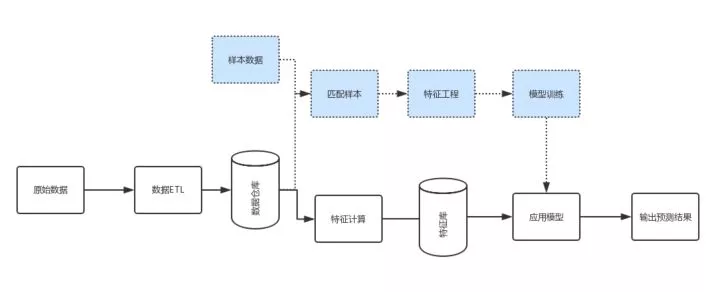 样本数据
匹配样本
特征工程
模型训练
原始数据
数据ETL
数据仓库
特征计算
特征库
应用模型
输出预测结果